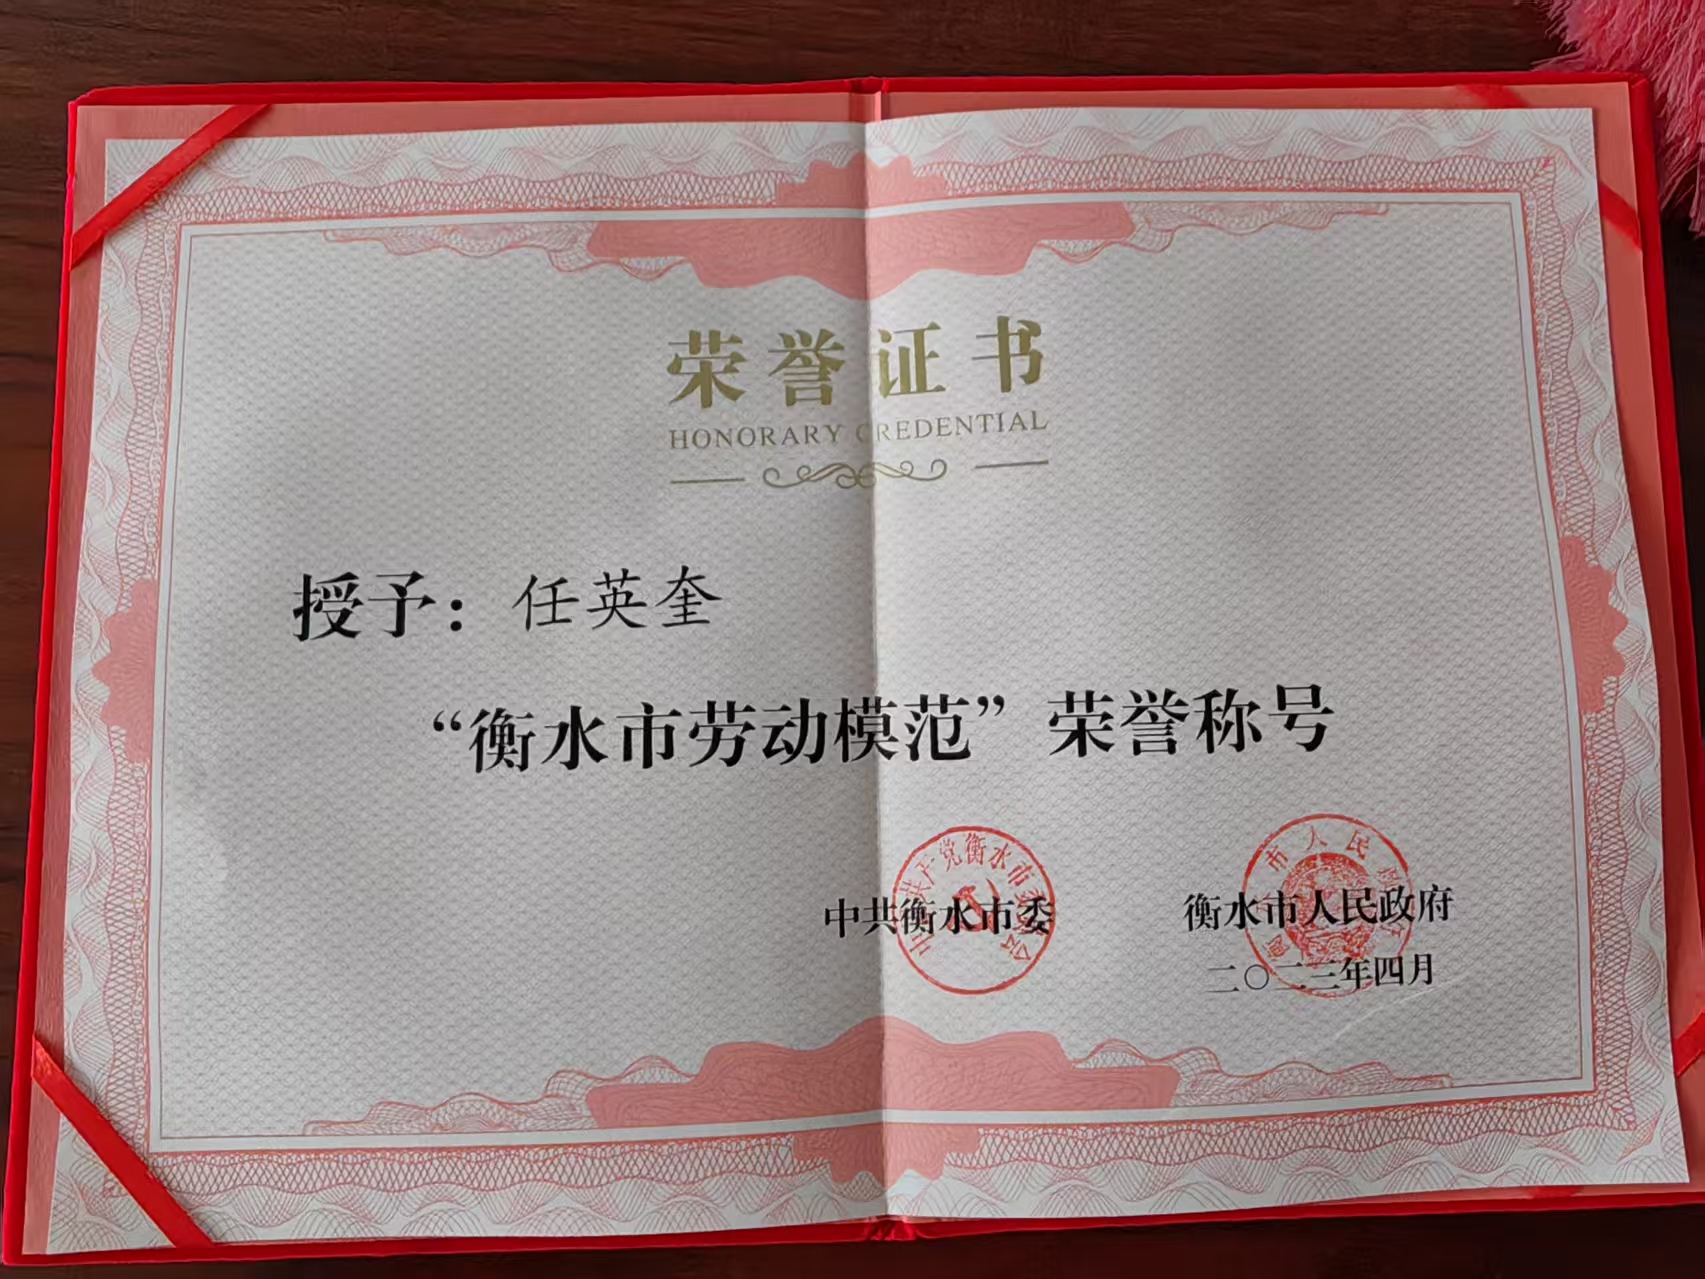 荣誉证书
HONORARY CREDENTIAL
授予：任英奎
“衡水市劳动模范”荣誉称号
中共衡水市委
衡水市人民政府
二〇二三年四月